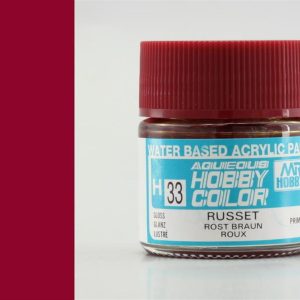 WATER BASED ACRYLIC PA
AQUEOUS
HOBBY
COLOR
H 33
GLOSS
GLANZ
LUSTRE
RUSSET
ROST BRAUN
ROUX
Mr
HOBB
PRIM